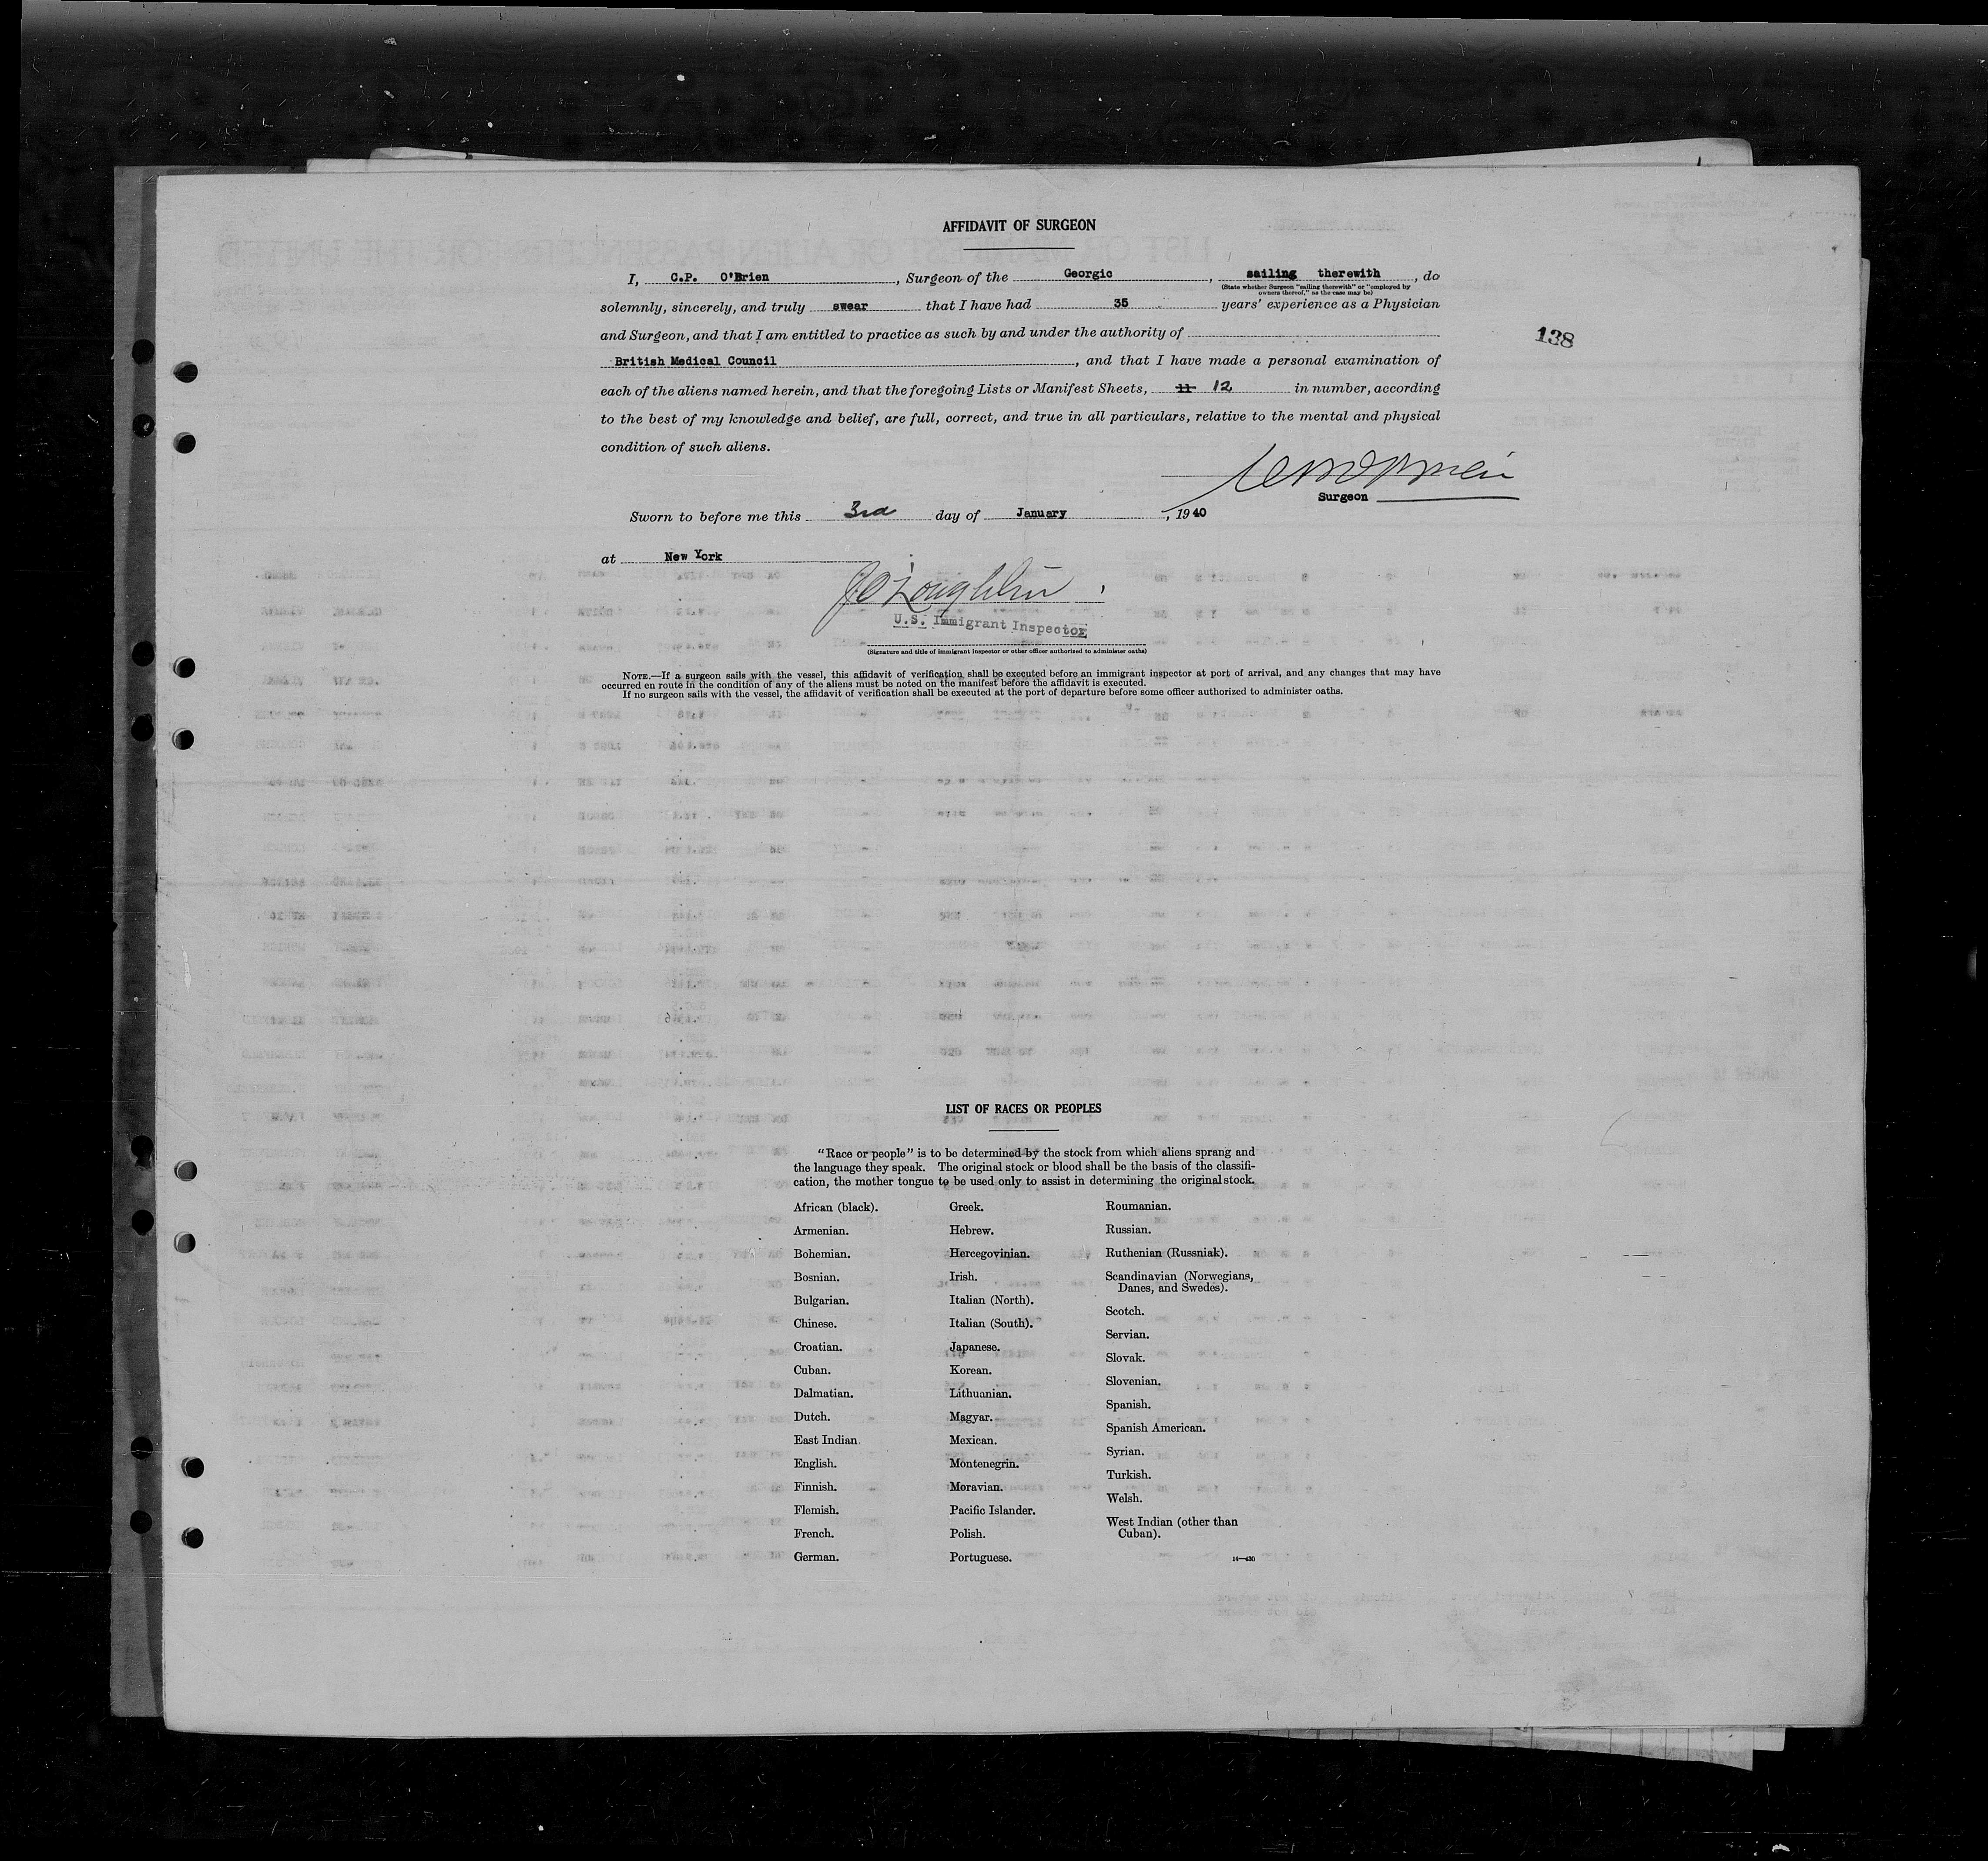 AFFIDAVIT OF SURGEON
I, C.P. O'Brien, Surgeon of the Georgic, sailing therewith, do
(State whether Surgeon "sailing therewith" or "employed by
owners thereof," as the case may be)
solemnly, sincerely, and truly swear that I have had 35 years' experience as a Physician
and Surgeon, and that I am entitled to practice as such by and under the authority of
138
British Medical Council, and that I have made a personal examination of
each of the aliens named herein, and that the foregoing Lists or Manifest Sheets, 11 12 in number, according
to the best of my knowledge and belief, are full, correct, and true in all particulars, relative to the mental and physical
condition of such aliens.
Surgeon
Sworn to before me this 3rd day of January, 1940
at New York
J O'Loughlin
U.S. Immigrant Inspector
(Signature and title of immigrant inspector or other officer authorized to administer oaths)
NOTE.—If a surgeon sails with the vessel, this affidavit of verification shall be executed before an immigrant inspector at port of arrival, and any changes that may have
occurred en route in the condition of any of the aliens must be noted on the manifest before the affidavit is executed.
If no surgeon sails with the vessel, the affidavit of verification shall be executed at the port of departure before some officer authorized to administer oaths.
LIST OF RACES OR PEOPLES
"Race or people" is to be determined by the stock from which aliens sprang and
the language they speak. The original stock or blood shall be the basis of the classifi-
cation, the mother tongue to be used only to assist in determining the original stock.
African (black).
Armenian.
Bohemian.
Bosnian.
Bulgarian.
Chinese.
Croatian.
Cuban.
Dalmatian.
Dutch.
East Indian
English.
Finnish.
Flemish.
French.
German.
Greek.
Hebrew.
Hercegovinian.
Irish.
Italian (North).
Italian (South).
Japanese.
Korean.
Lithuanian.
Magyar.
Mexican.
Montenegrin.
Moravian.
Pacific Islander.
Polish.
Portuguese.
Roumanian.
Russian.
Ruthenian (Russniak).
Scandinavian (Norwegians,
Danes, and Swedes).
Scotch.
Servian.
Slovak.
Slovenian.
Spanish.
Spanish American.
Syrian.
Turkish.
Welsh.
West Indian (other than
Cuban).
14—430